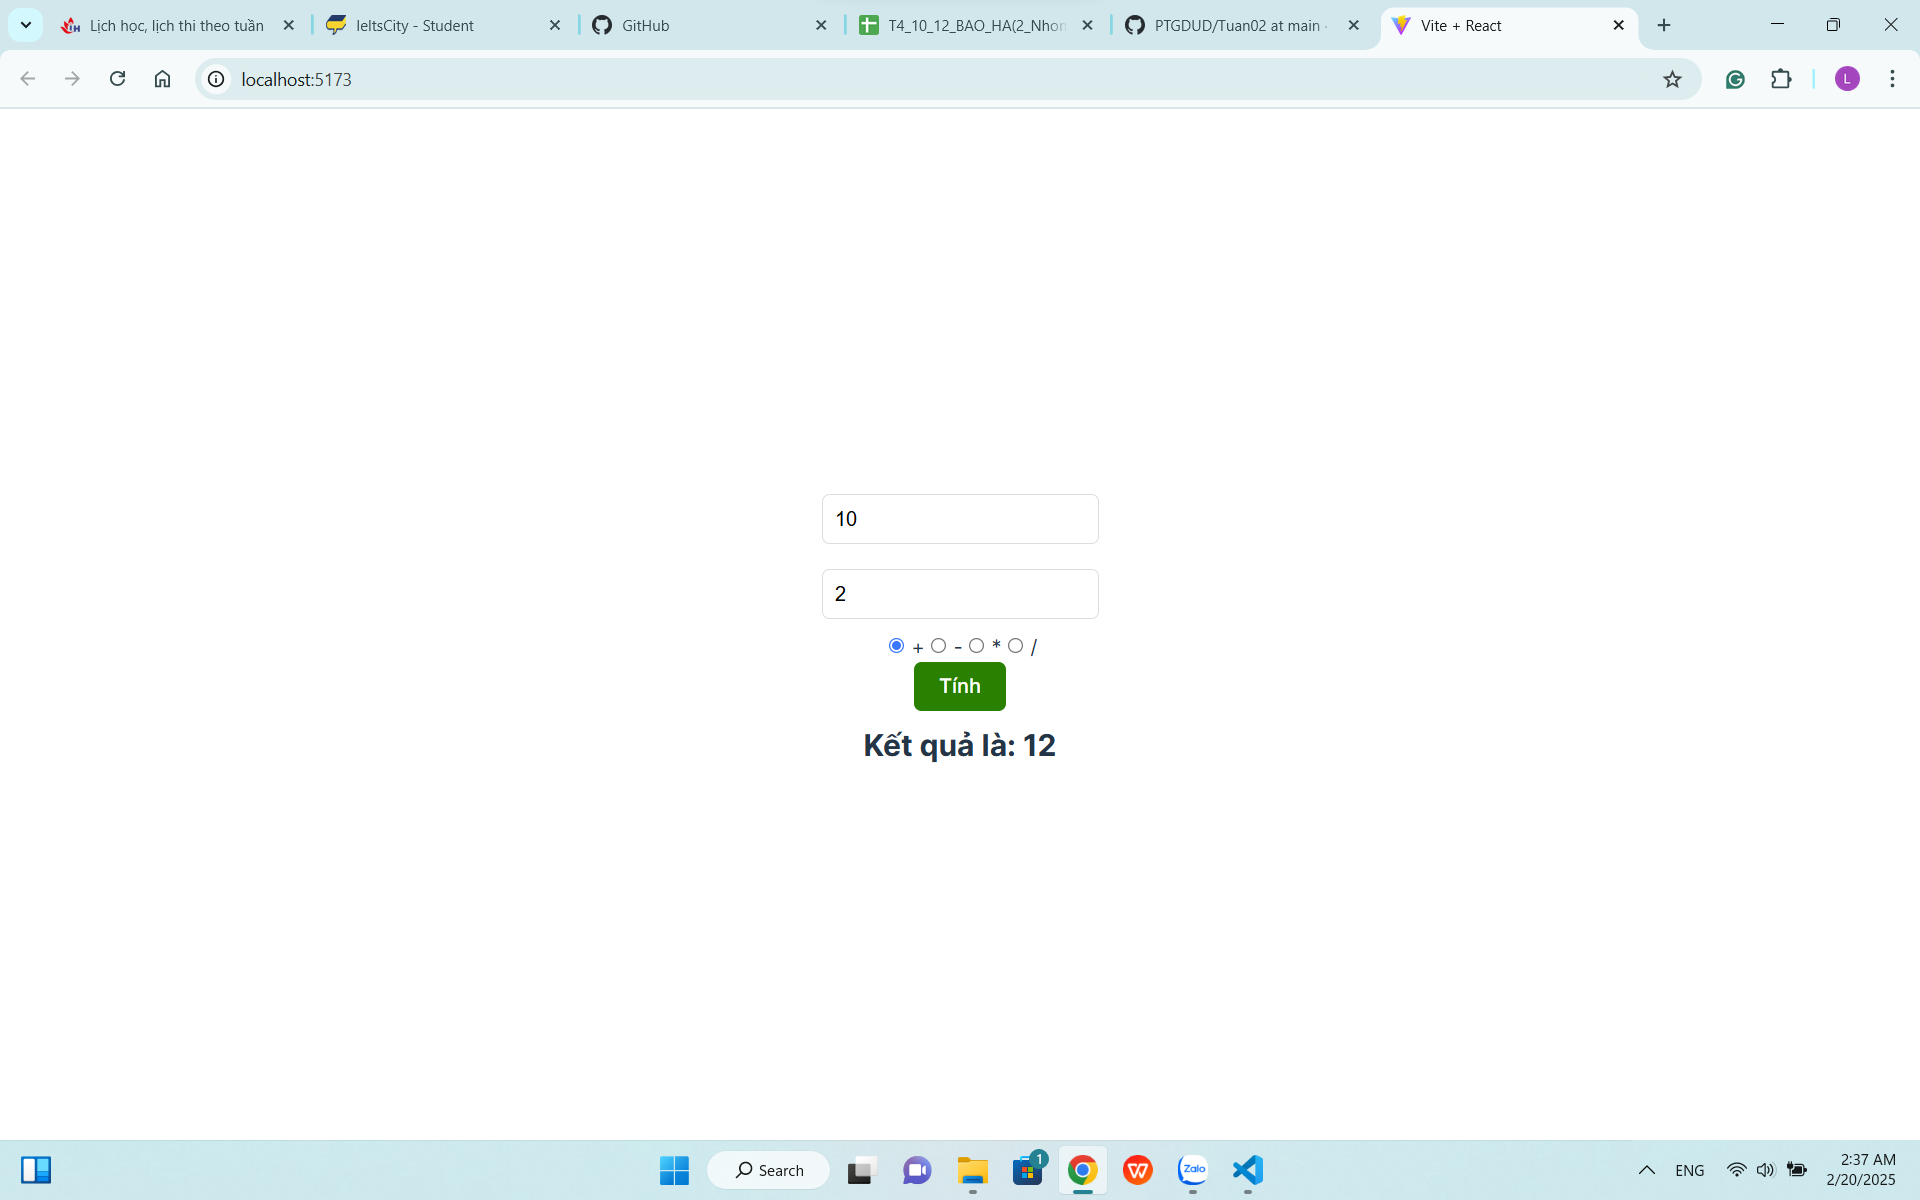 Lịch học, lịch thi theo tuần
IeltsCity - Student
GitHub
T4_10_12_BAO_HA(2_Nhon
PTGDUD/Tuan02 at main ·
Vite + React
localhost:5173
L
10
2
+ - * /
Tính
Kết quả là: 12
Search
1
Zalo
ENG
2:37 AM
2/20/2025